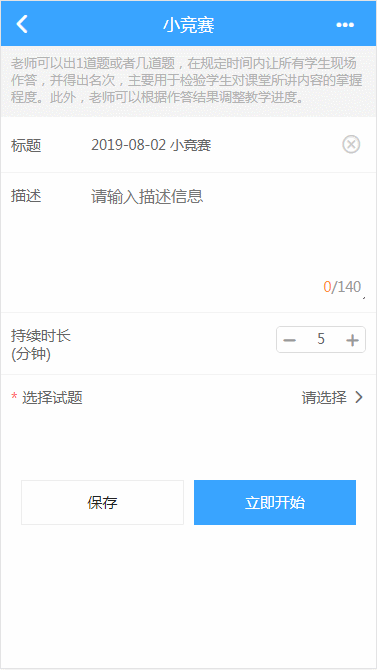 小竞赛
老师可以出1道题或者几道题，在规定时间内让所有学生现场
作答，并得出名次，主要用于检验学生对课堂所讲内容的掌握
程度。此外，老师可以根据作答结果调整教学进度。
标题 2019-08-02 小竞赛
描述 请输入描述信息
0/140
持续时长
(分钟)
5
* 选择试题 请选择
保存 立即开始